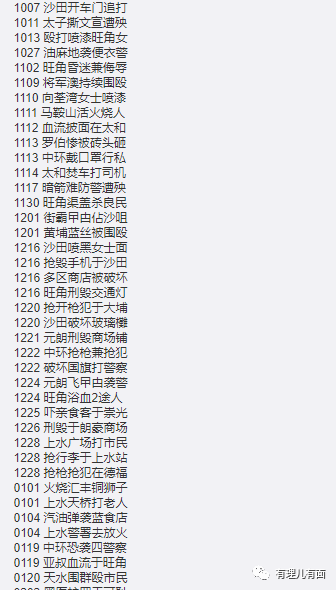 1007 沙田开车门追打
1011 太子撕文宣遭殃
1013 殴打喷漆旺角女
1027 油麻地袭便衣警
1102 旺角昏迷兼侮辱
1109 将军澳持续围殴
1110 向荃湾女士喷漆
1111 马鞍山活火烧人
1112 血流披面在太和
1113 罗伯惨被砖头砸
1113 中环戴口罩行私
1114 太和焚车打司机
1117 暗箭难防警遭殃
1130 旺角渠盖杀良民
1201 街霸曱甴佔沙咀
1201 黄埔蓝丝被围殴
1216 沙田喷黑女士面
1216 抢毁手机于沙田
1216 多区商店被破坏
1216 旺角刑毁交通灯
1220 抢开枪犯于大埔
1220 沙田破坏玻璃欄
1221 元朗刑毁商场铺
1222 中环抢枪兼抢犯
1222 破坏国旗打警察
1224 元朗飞曱甴袭警
1224 旺角浴血2途人
1225 吓亲食客于崇光
1226 刑毁于朗豪商场
1228 上水广场打市民
1228 抢行李于上水站
1228 抢枪抢犯在德福
0101 火烧汇丰铜狮子
0101 上水天桥打老人
0104 汽油弹袭蓝食店
0104 上水警署去放火
0119 中环恐袭四警察
0119 亚叔血流于旺角
0120 天水围群殴市民
有理儿有面